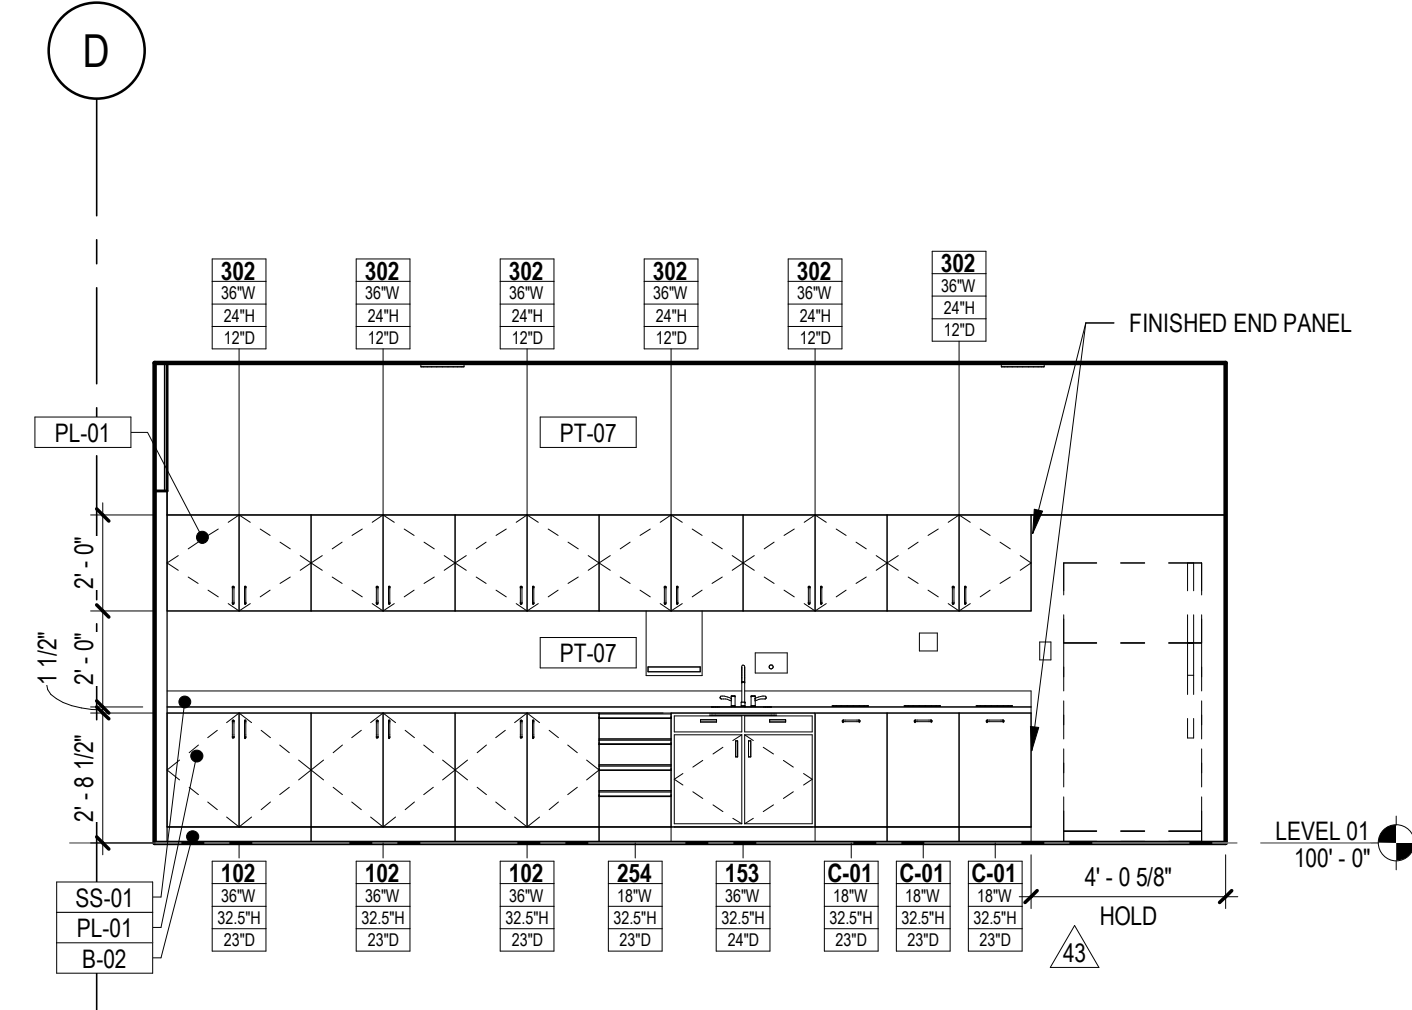 D
302
36"W
24"H
12"D
302
36"W
24"H
12"D
302
36"W
24"H
12"D
302
36"W
24"H
12"D
302
36"W
24"H
12"D
302
36"W
24"H
12"D
FINISHED END PANEL
PL-01
PT-07
2' - 0"
PT-07
2' - 0"
1 1/2"
2' - 8 1/2"
LEVEL 01
100' - 0"
102
36"W
32.5"H
23"D
102
36"W
32.5"H
23"D
102
36"W
32.5"H
23"D
254
18"W
32.5"H
23"D
153
36"W
32.5"H
24"D
C-01
18"W
32.5"H
23"D
C-01
18"W
32.5"H
23"D
C-01
18"W
32.5"H
23"D
4' - 0 5/8"
HOLD
43
SS-01
PL-01
B-02